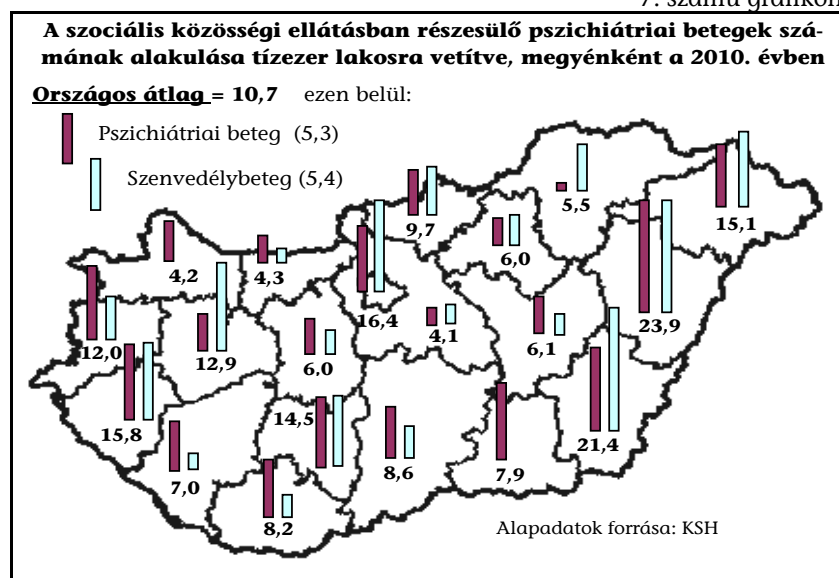 7. számú grafikon
A szociális közösségi ellátásban részesülő pszichiátriai betegek szá-
mának alakulása tízezer lakosra vetítve, megyénként a 2010. évben
Országos átlag = 10,7 ezen belül:
Pszichiátriai beteg (5,3)
Szenvedélybeteg (5,4)
5,5
15,1
9,7
6,0
4,2
4,3
16,4
4,1
23,9
6,1
12,0
12,9
6,0
14,5
15,8
21,4
7,0
8,6
7,9
8,2
Alapadatok forrása: KSH